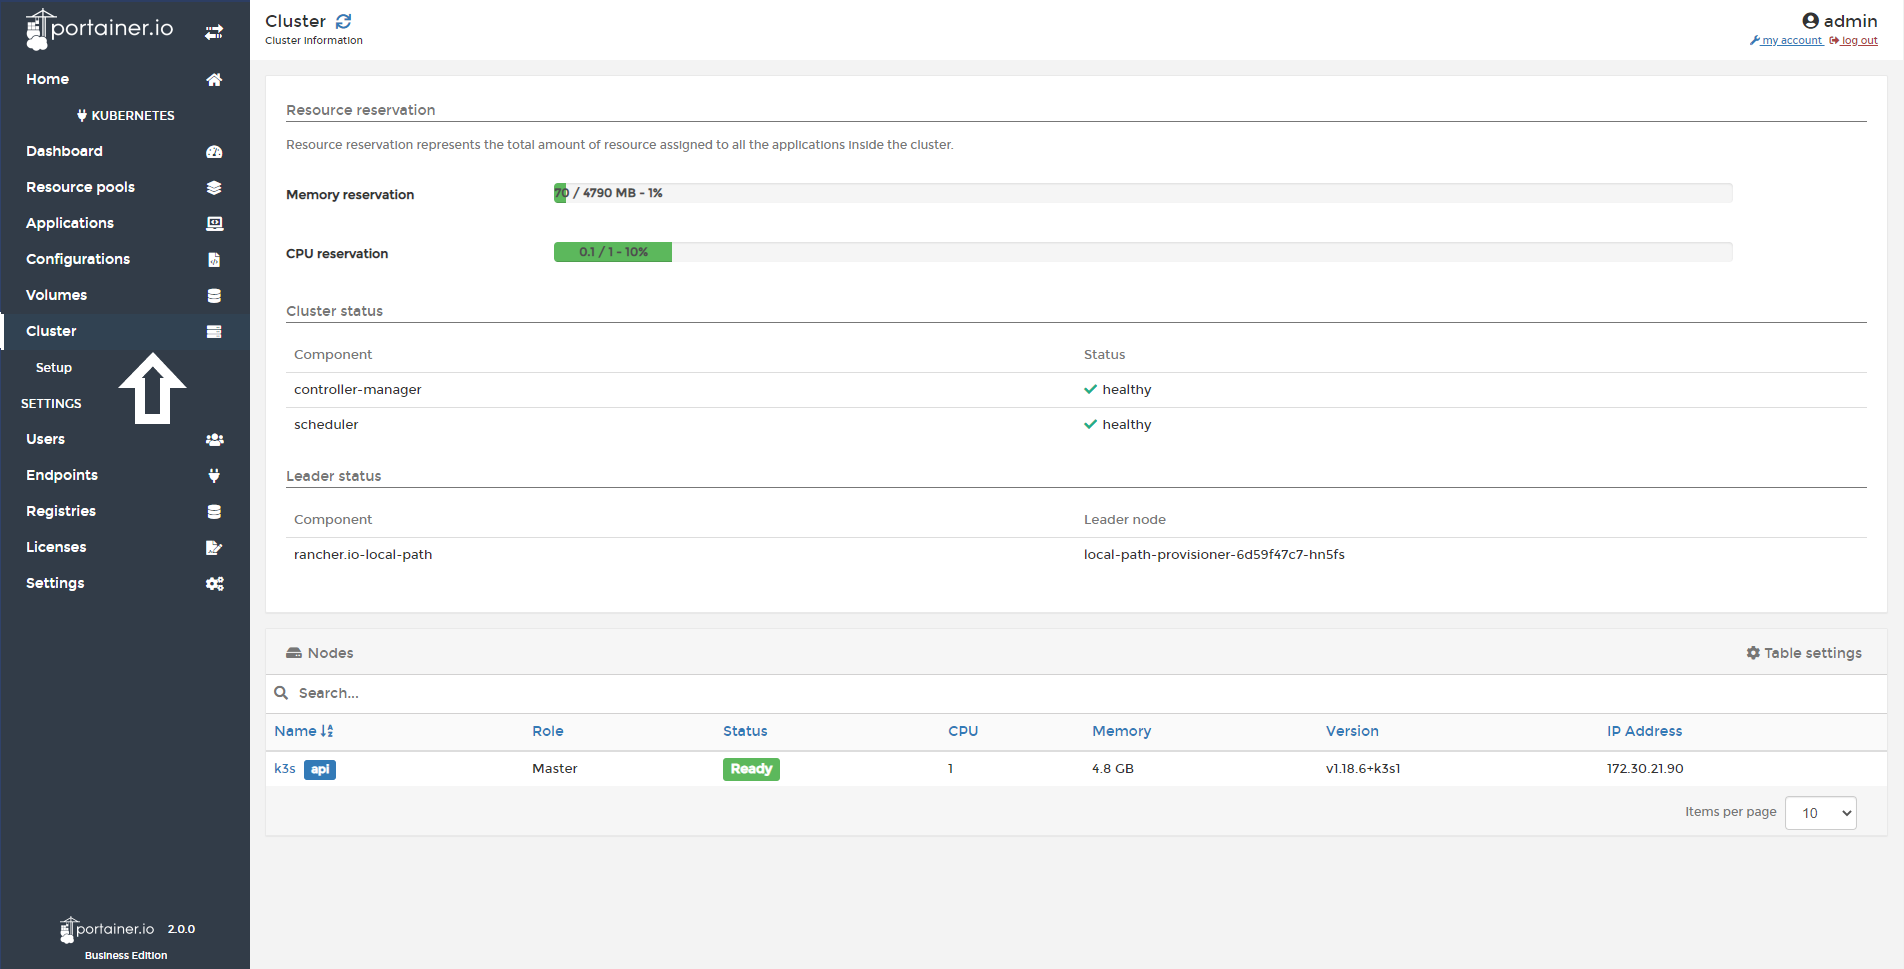 portainer.io
Home
KUBERNETES
Dashboard
Resource pools
Applications
Configurations
Volumes
Cluster
Setup
SETTINGS
Users
Endpoints
Registries
Licenses
Settings
portainer.io 2.0.0
Business Edition
Cluster
Cluster information
admin
my account log out
Resource reservation
Resource reservation represents the total amount of resource assigned to all the applications inside the cluster.
Memory reservation 70 / 4790 MB - 1%
CPU reservation 0.1 / 1 - 10%
Cluster status
Component Status
controller-manager healthy
scheduler healthy
Leader status
Component Leader node
rancher.io-local-path local-path-provisioner-6d59f47c7-hn5fs
Nodes Table settings
Search...
Name Role Status CPU Memory Version IP Address
k3s api Master Ready 1 4.8 GB v1.18.6+k3s1 172.30.21.90
Items per page 10